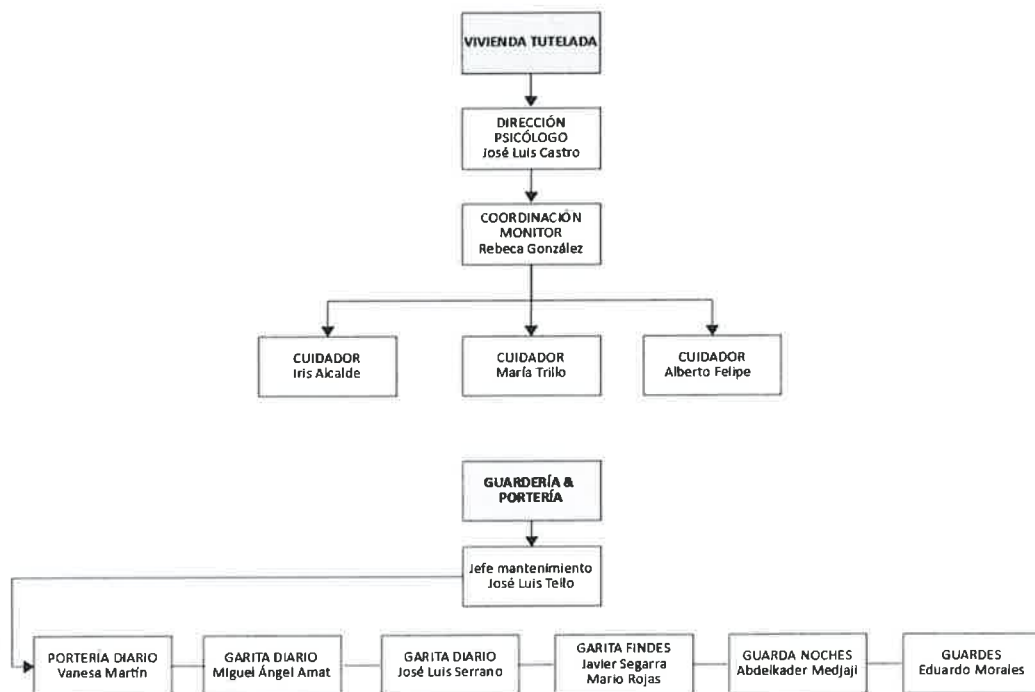 VIVIENDA TUTELADA
DIRECCIÓN
PSICÓLOGO
José Luis Castro
COORDINACIÓN
MONITOR
Rebeca González
CUIDADOR
Iris Alcalde
CUIDADOR
María Trillo
CUIDADOR
Alberto Felipe
GUARDERÍA &
PORTERÍA
Jefe mantenimiento
José Luis Tello
PORTERÍA DIARIO
Vanesa Martín
GARITA DIARIO
Miguel Ángel Amat
GARITA DIARIO
José Luis Serrano
GARITA FINDES
Javier Segarra
Mario Rojas
GUARDA NOCHES
Abdelkader Medjaji
GUARDES
Eduardo Morales